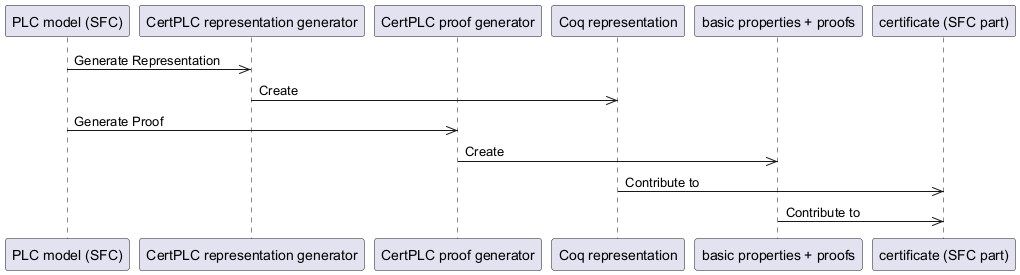 PLC model (SFC)
CertPLC representation generator
CertPLC proof generator
Coq representation
basic properties + proofs
certificate (SFC part)
Generate Representation
Create
Generate Proof
Create
Contribute to
Contribute to
PLC model (SFC)
CertPLC representation generator
CertPLC proof generator
Coq representation
basic properties + proofs
certificate (SFC part)